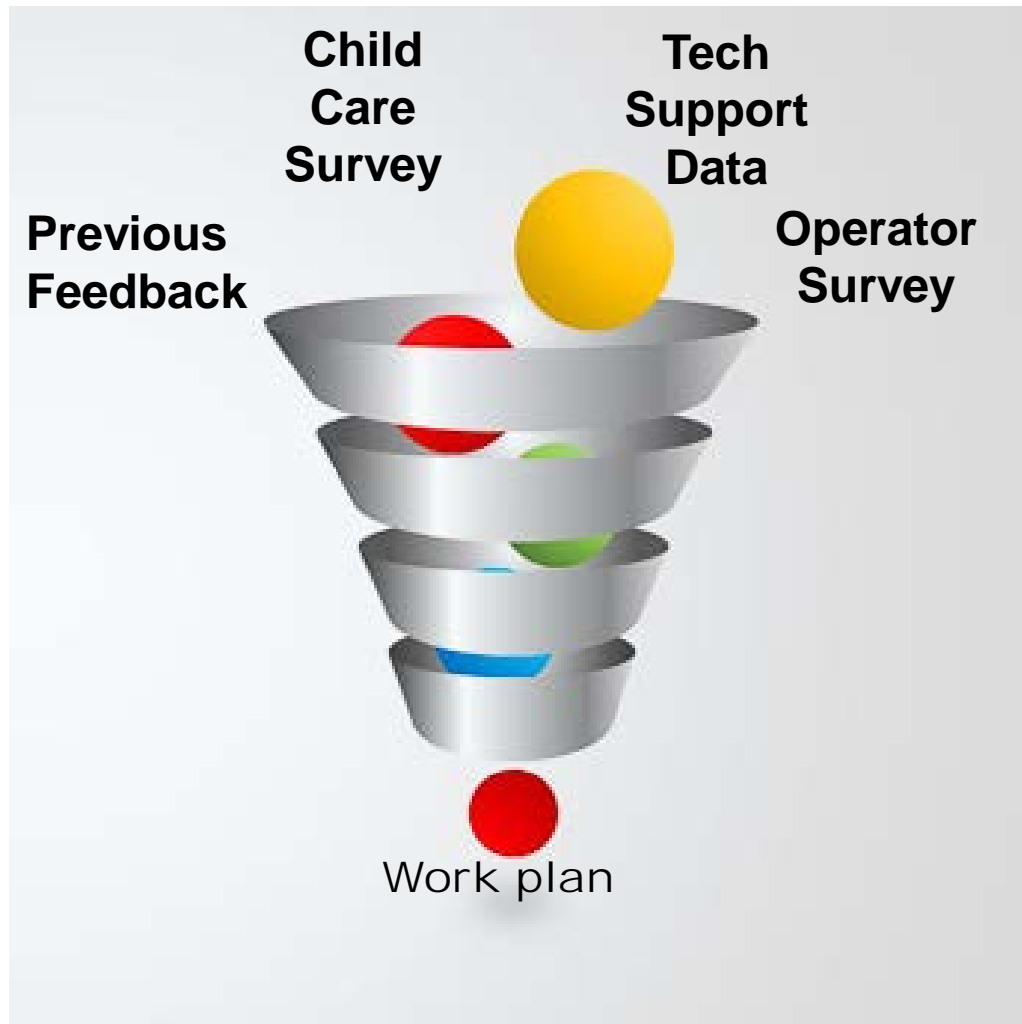 Child
Care
Survey
Tech
Support
Data
Previous
Feedback
Operator
Survey
Work plan